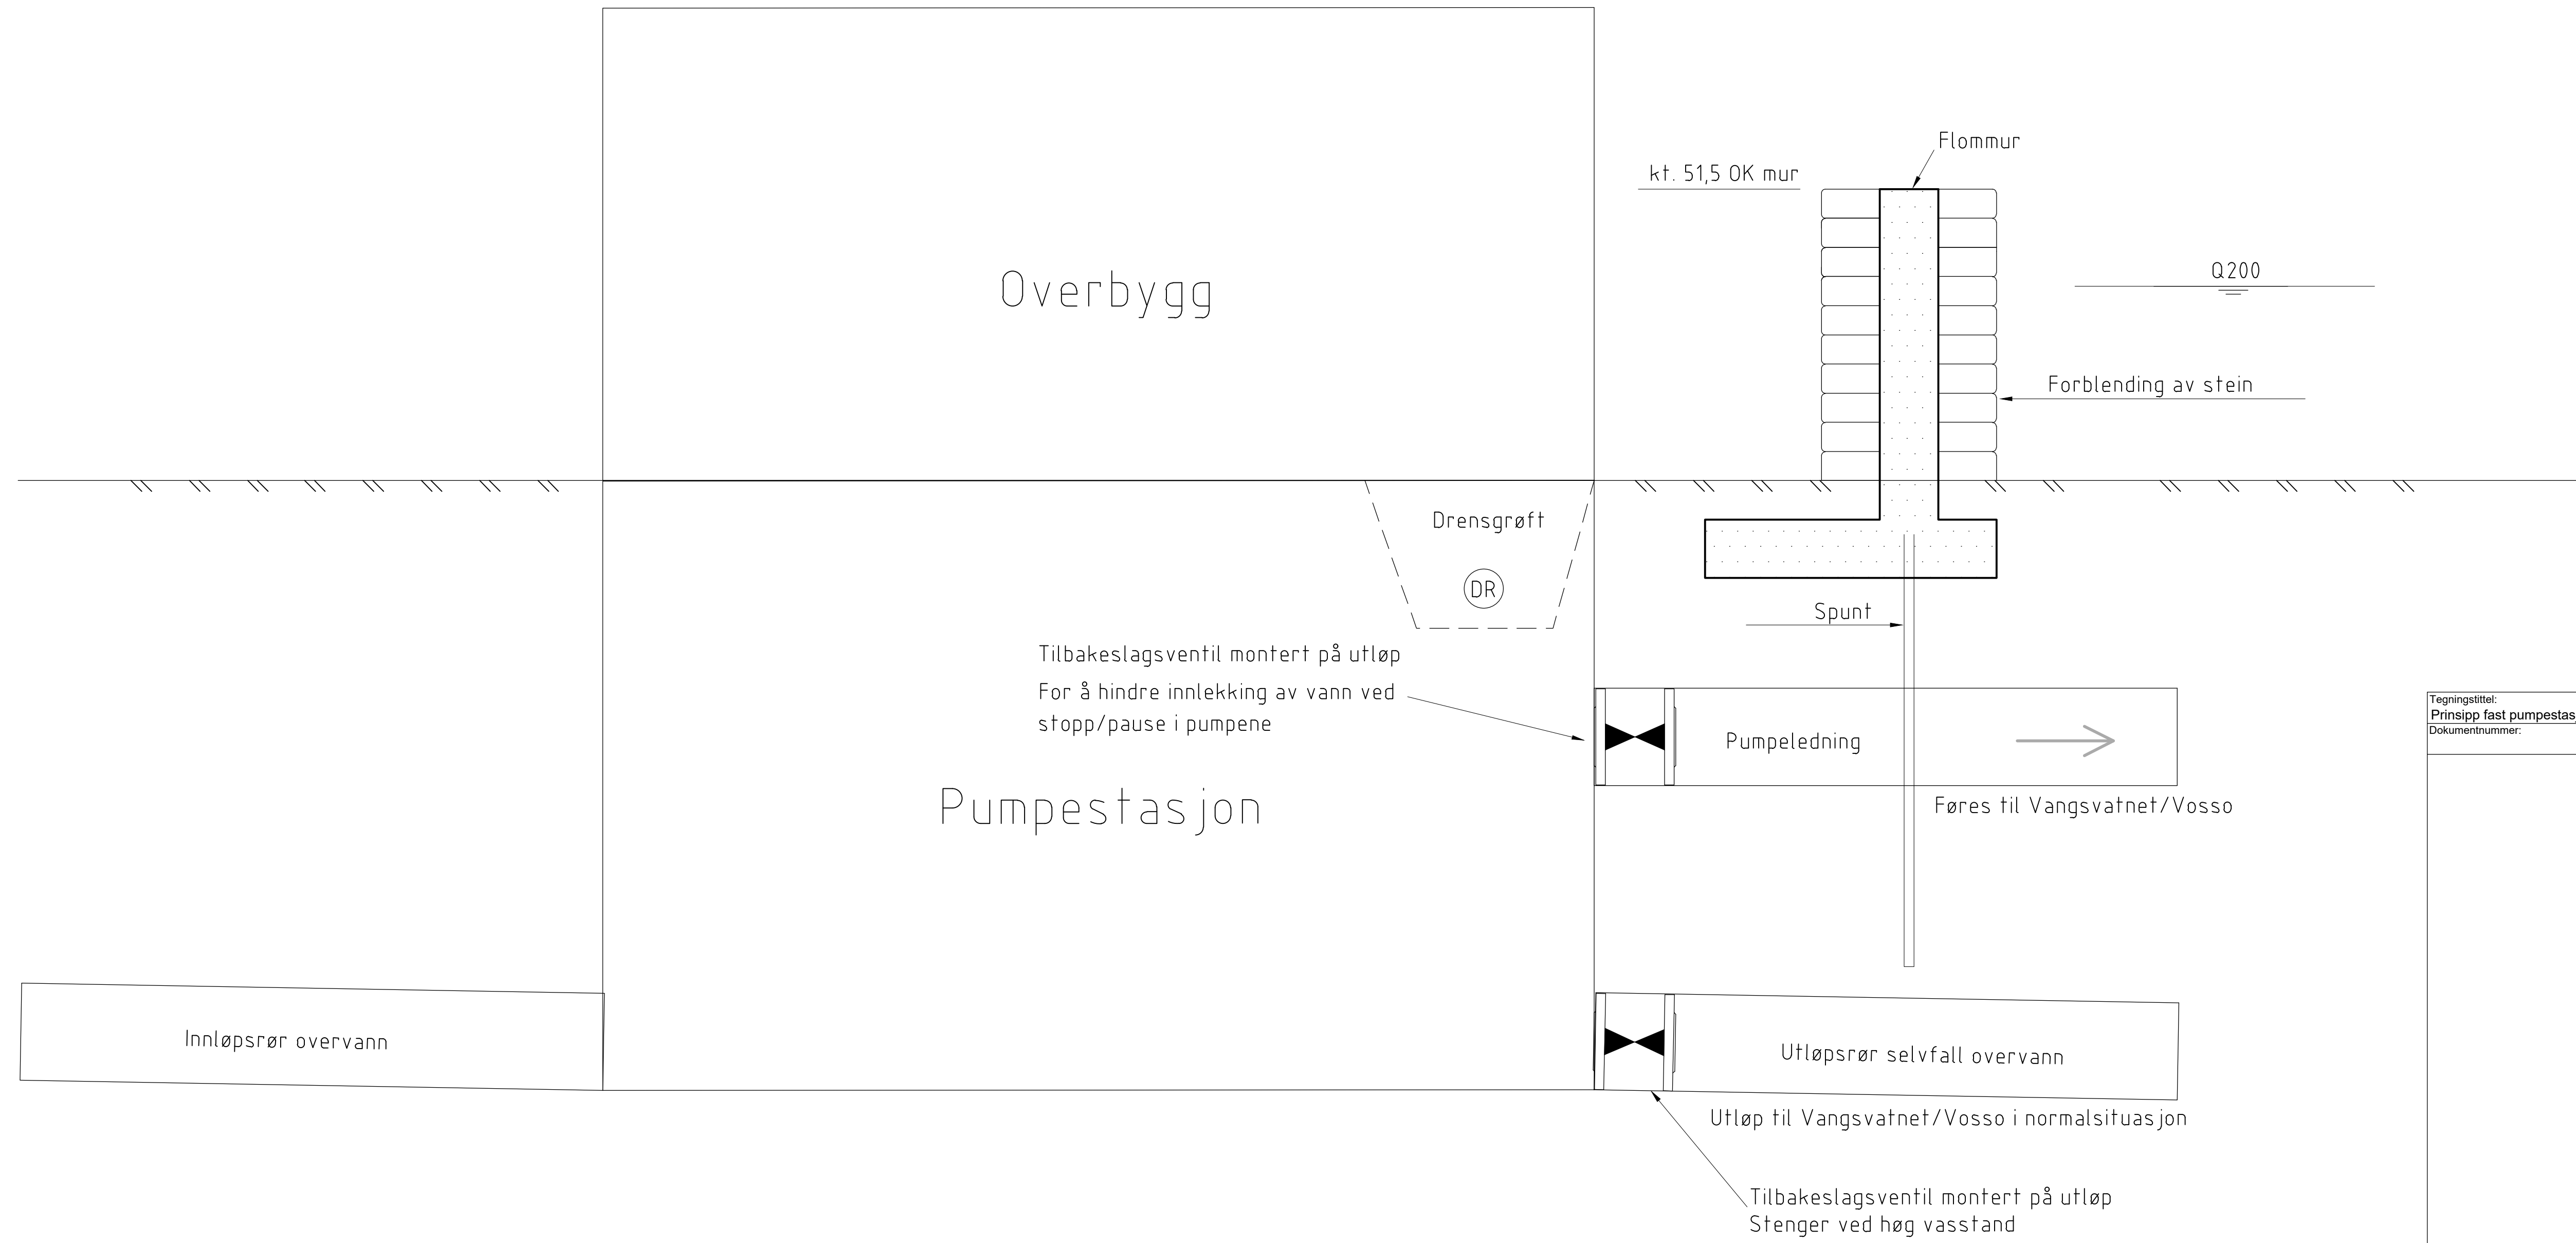 Flommur
kt. 51,5 OK mur
Q200
Overbygg
Forblending av stein
Drensgrøft
DR
Spunt
Tilbakeslagsventil montert på utløp
For å hindre innlekking av vann ved
stopp/pause i pumpene
Tegningstittel:
Prinsipp fast pumpestas
Dokumentnummer:
Pumpeledning
Pumpestasjon
Føres til Vangsvatnet/Vosso
Innløpsrør overvann
Utløpsrør selvfall overvann
Utløp til Vangsvatnet/Vosso i normalsituasjon
Tilbakeslagsventil montert på utløp
Stenger ved høg vasstand